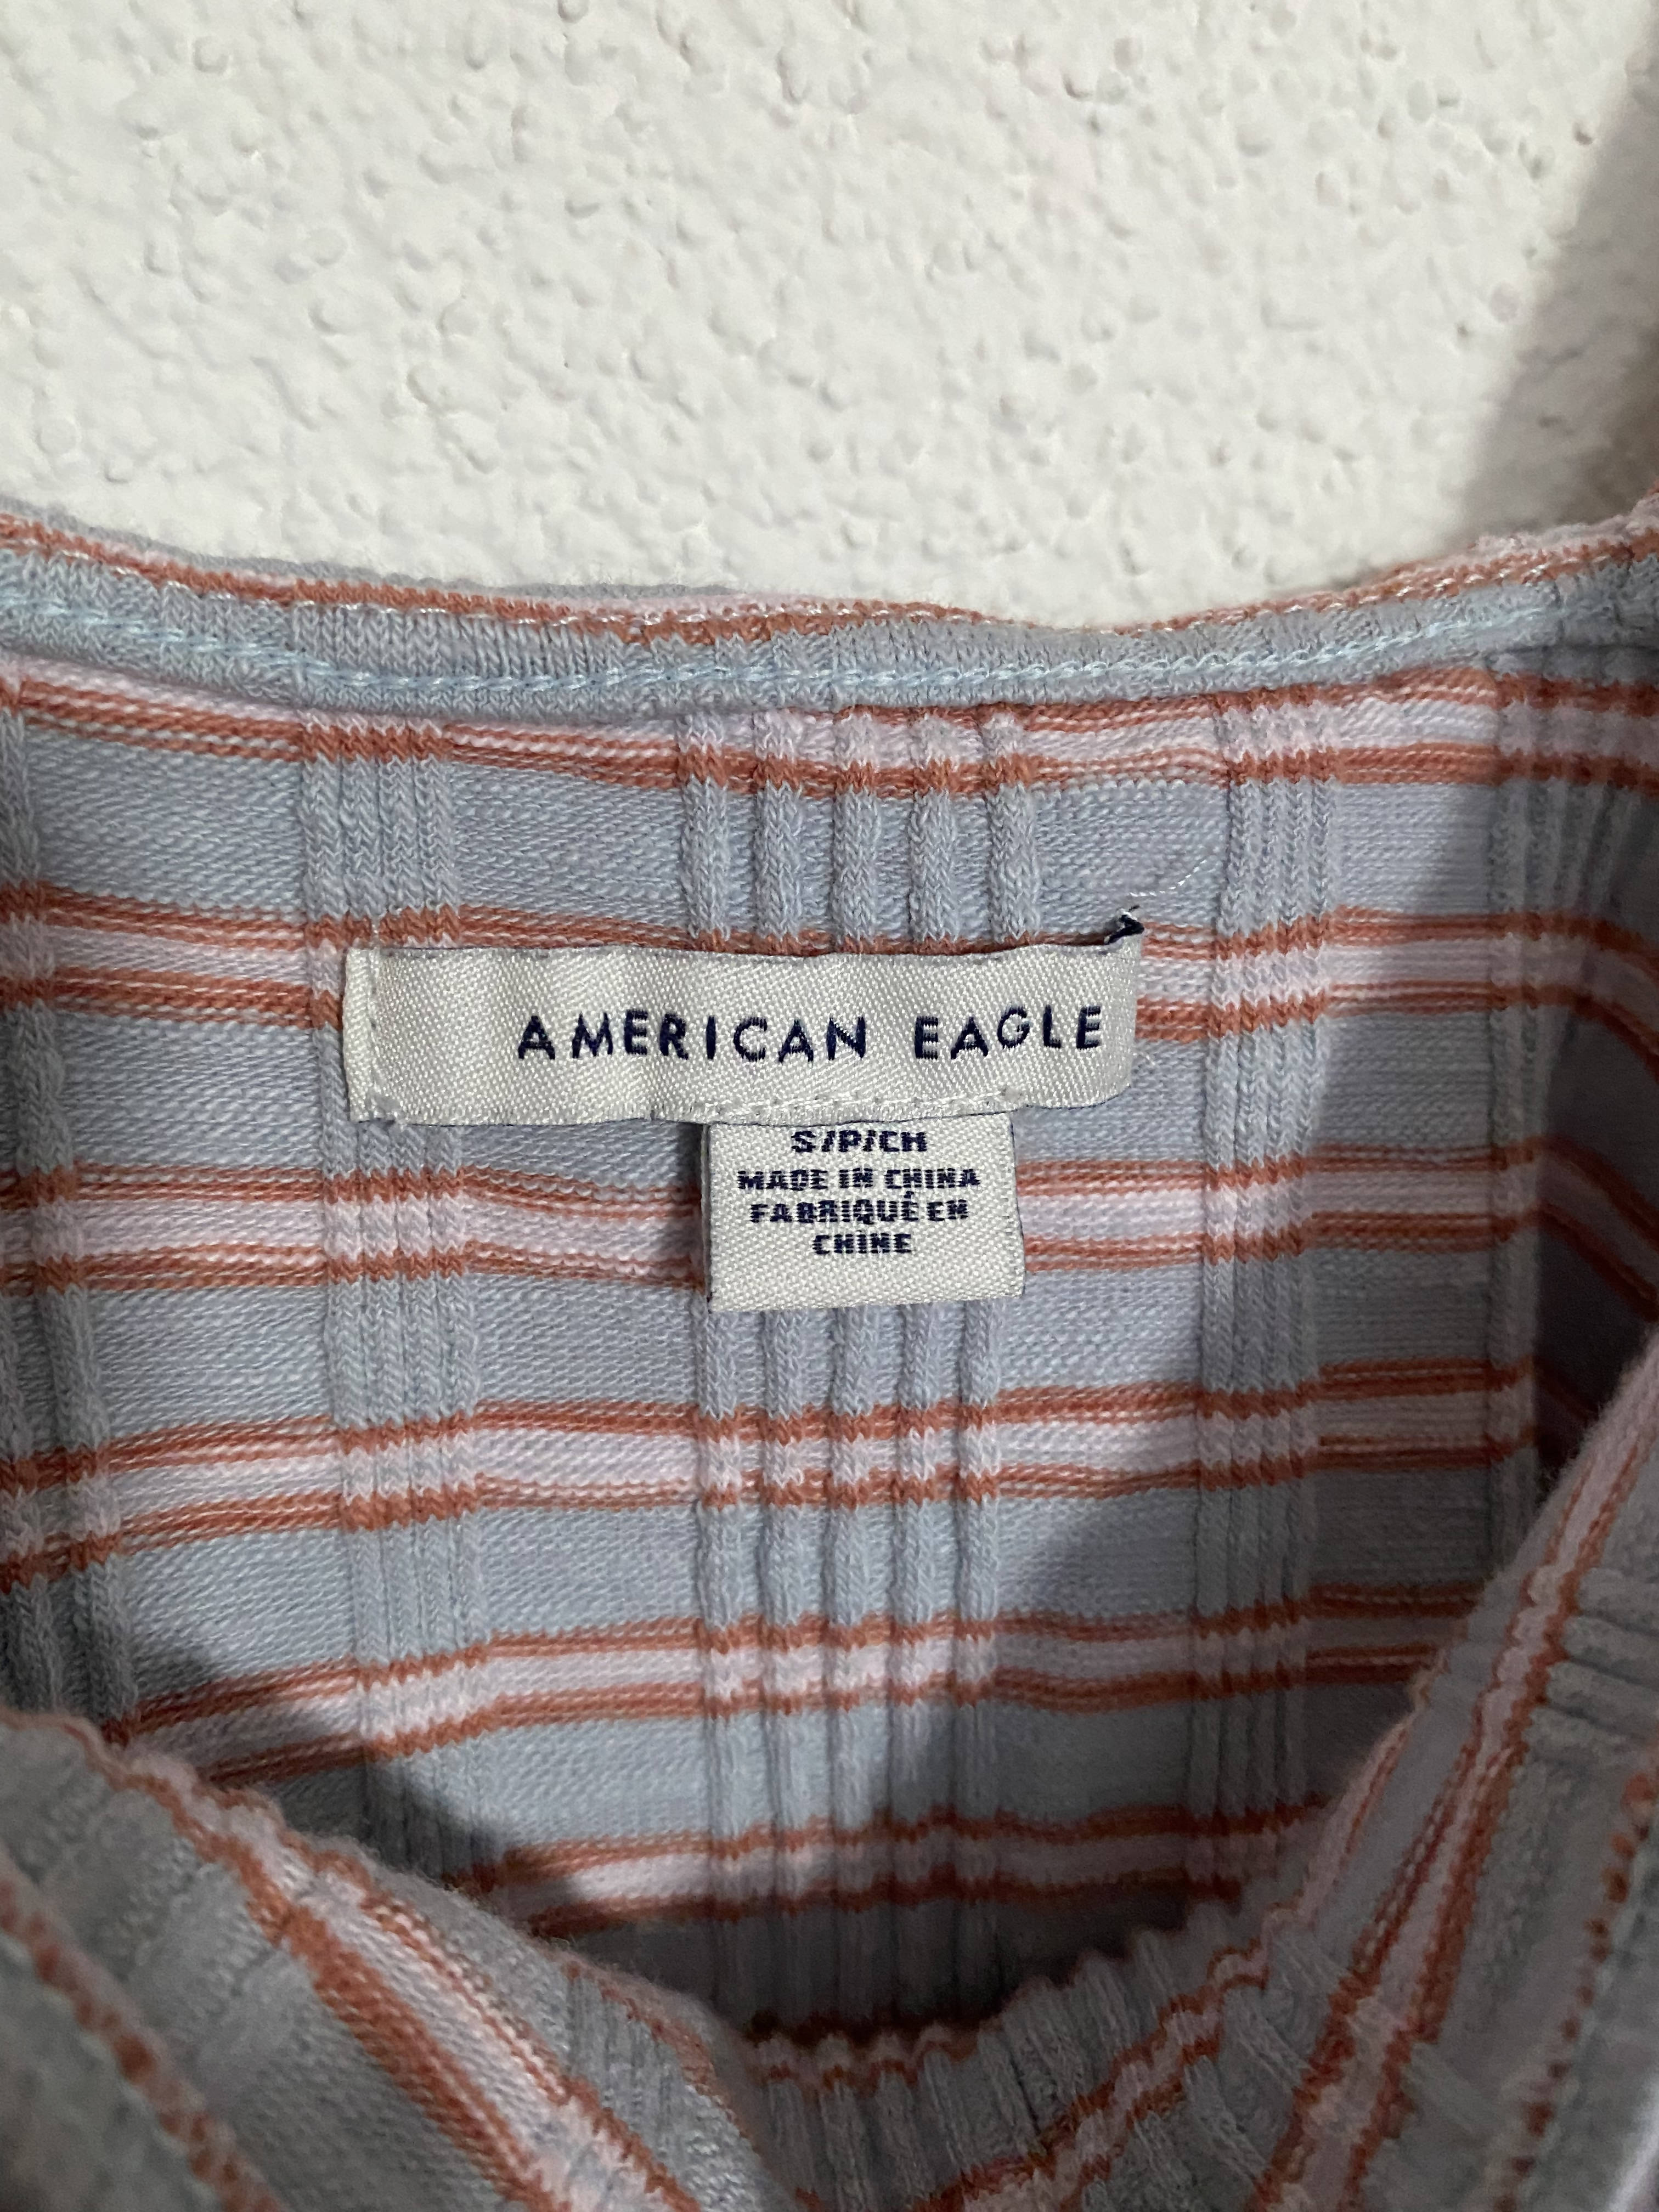 AMERICAN EAGLE
S/P/CH
MADE IN CHINA
FABRIQUÉ EN
CHINE